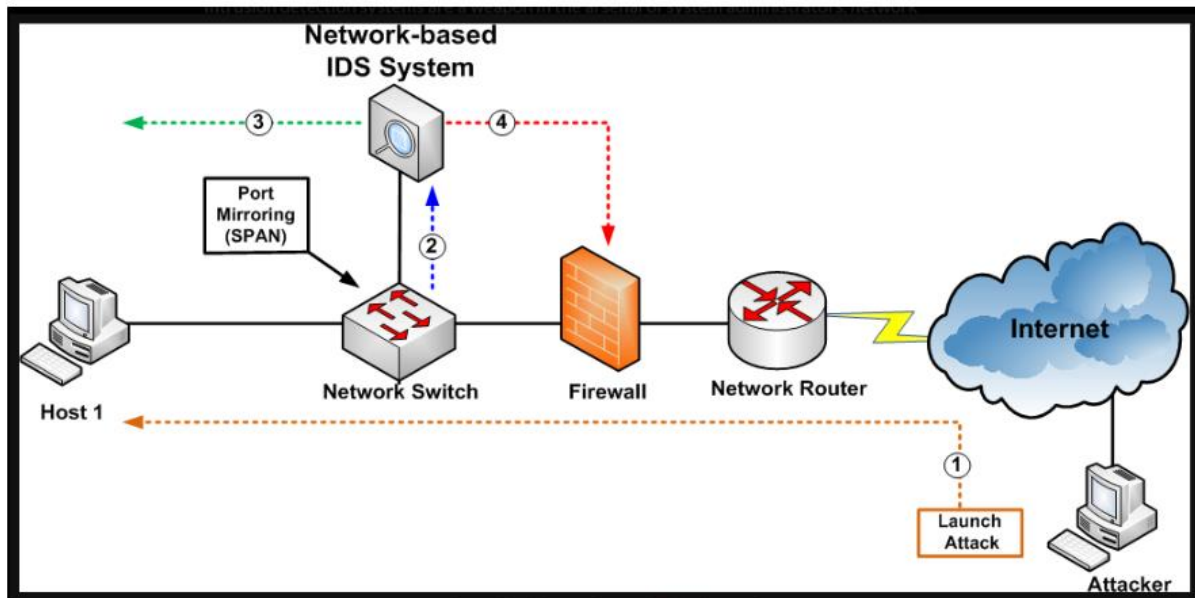 Network-based
IDS System
3
4
Port
Mirroring
(SPAN)
2
Internet
Network Switch
Firewall
Network Router
Host 1
1
Launch
Attack
Attacker